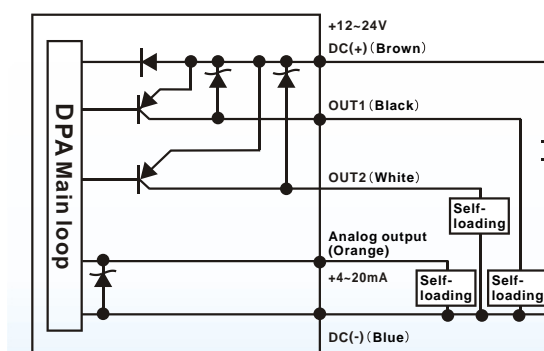 +12~24V
DC(+)(Brown)
DPA Main loop
OUT1(Black)
OUT2(White)
Self-
loading
Analog output
(Orange)
+4~20mA
Self-
loading
Self-
loading
DC(-)(Blue)